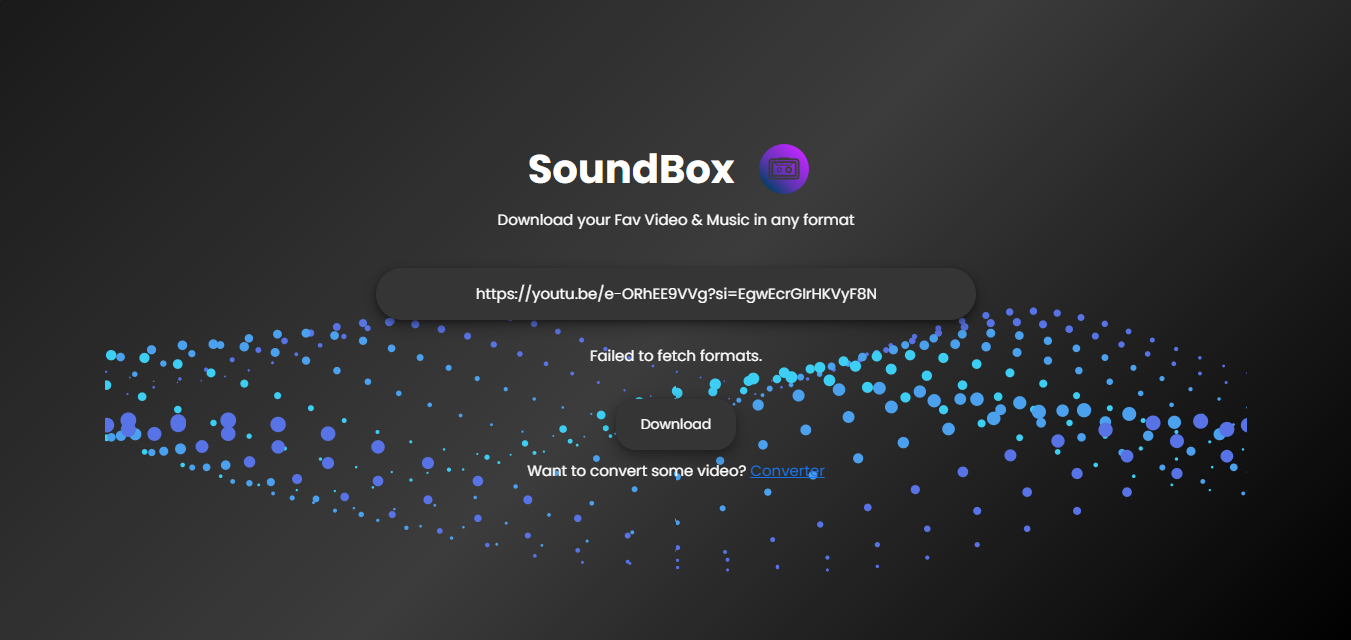 SoundBox
Download your Fav Video & Music in any format
https://youtu.be/e-ORhEE9VVg?si=EgwEcrGIrHKVyF8N
Failed to fetch formats.
Download
Want to convert some video? Converter